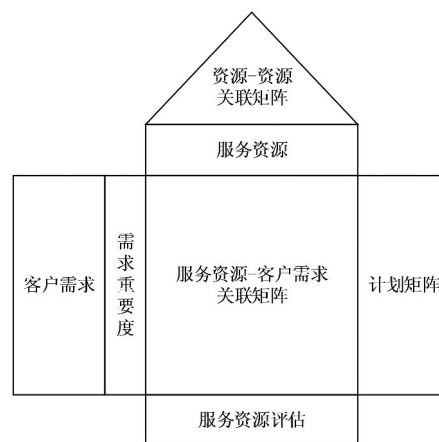 资源-资源
关联矩阵
服务资源
客户需求
需
求
重
要
度
服务资源-客户需求
关联矩阵
计划矩阵
服务资源评估